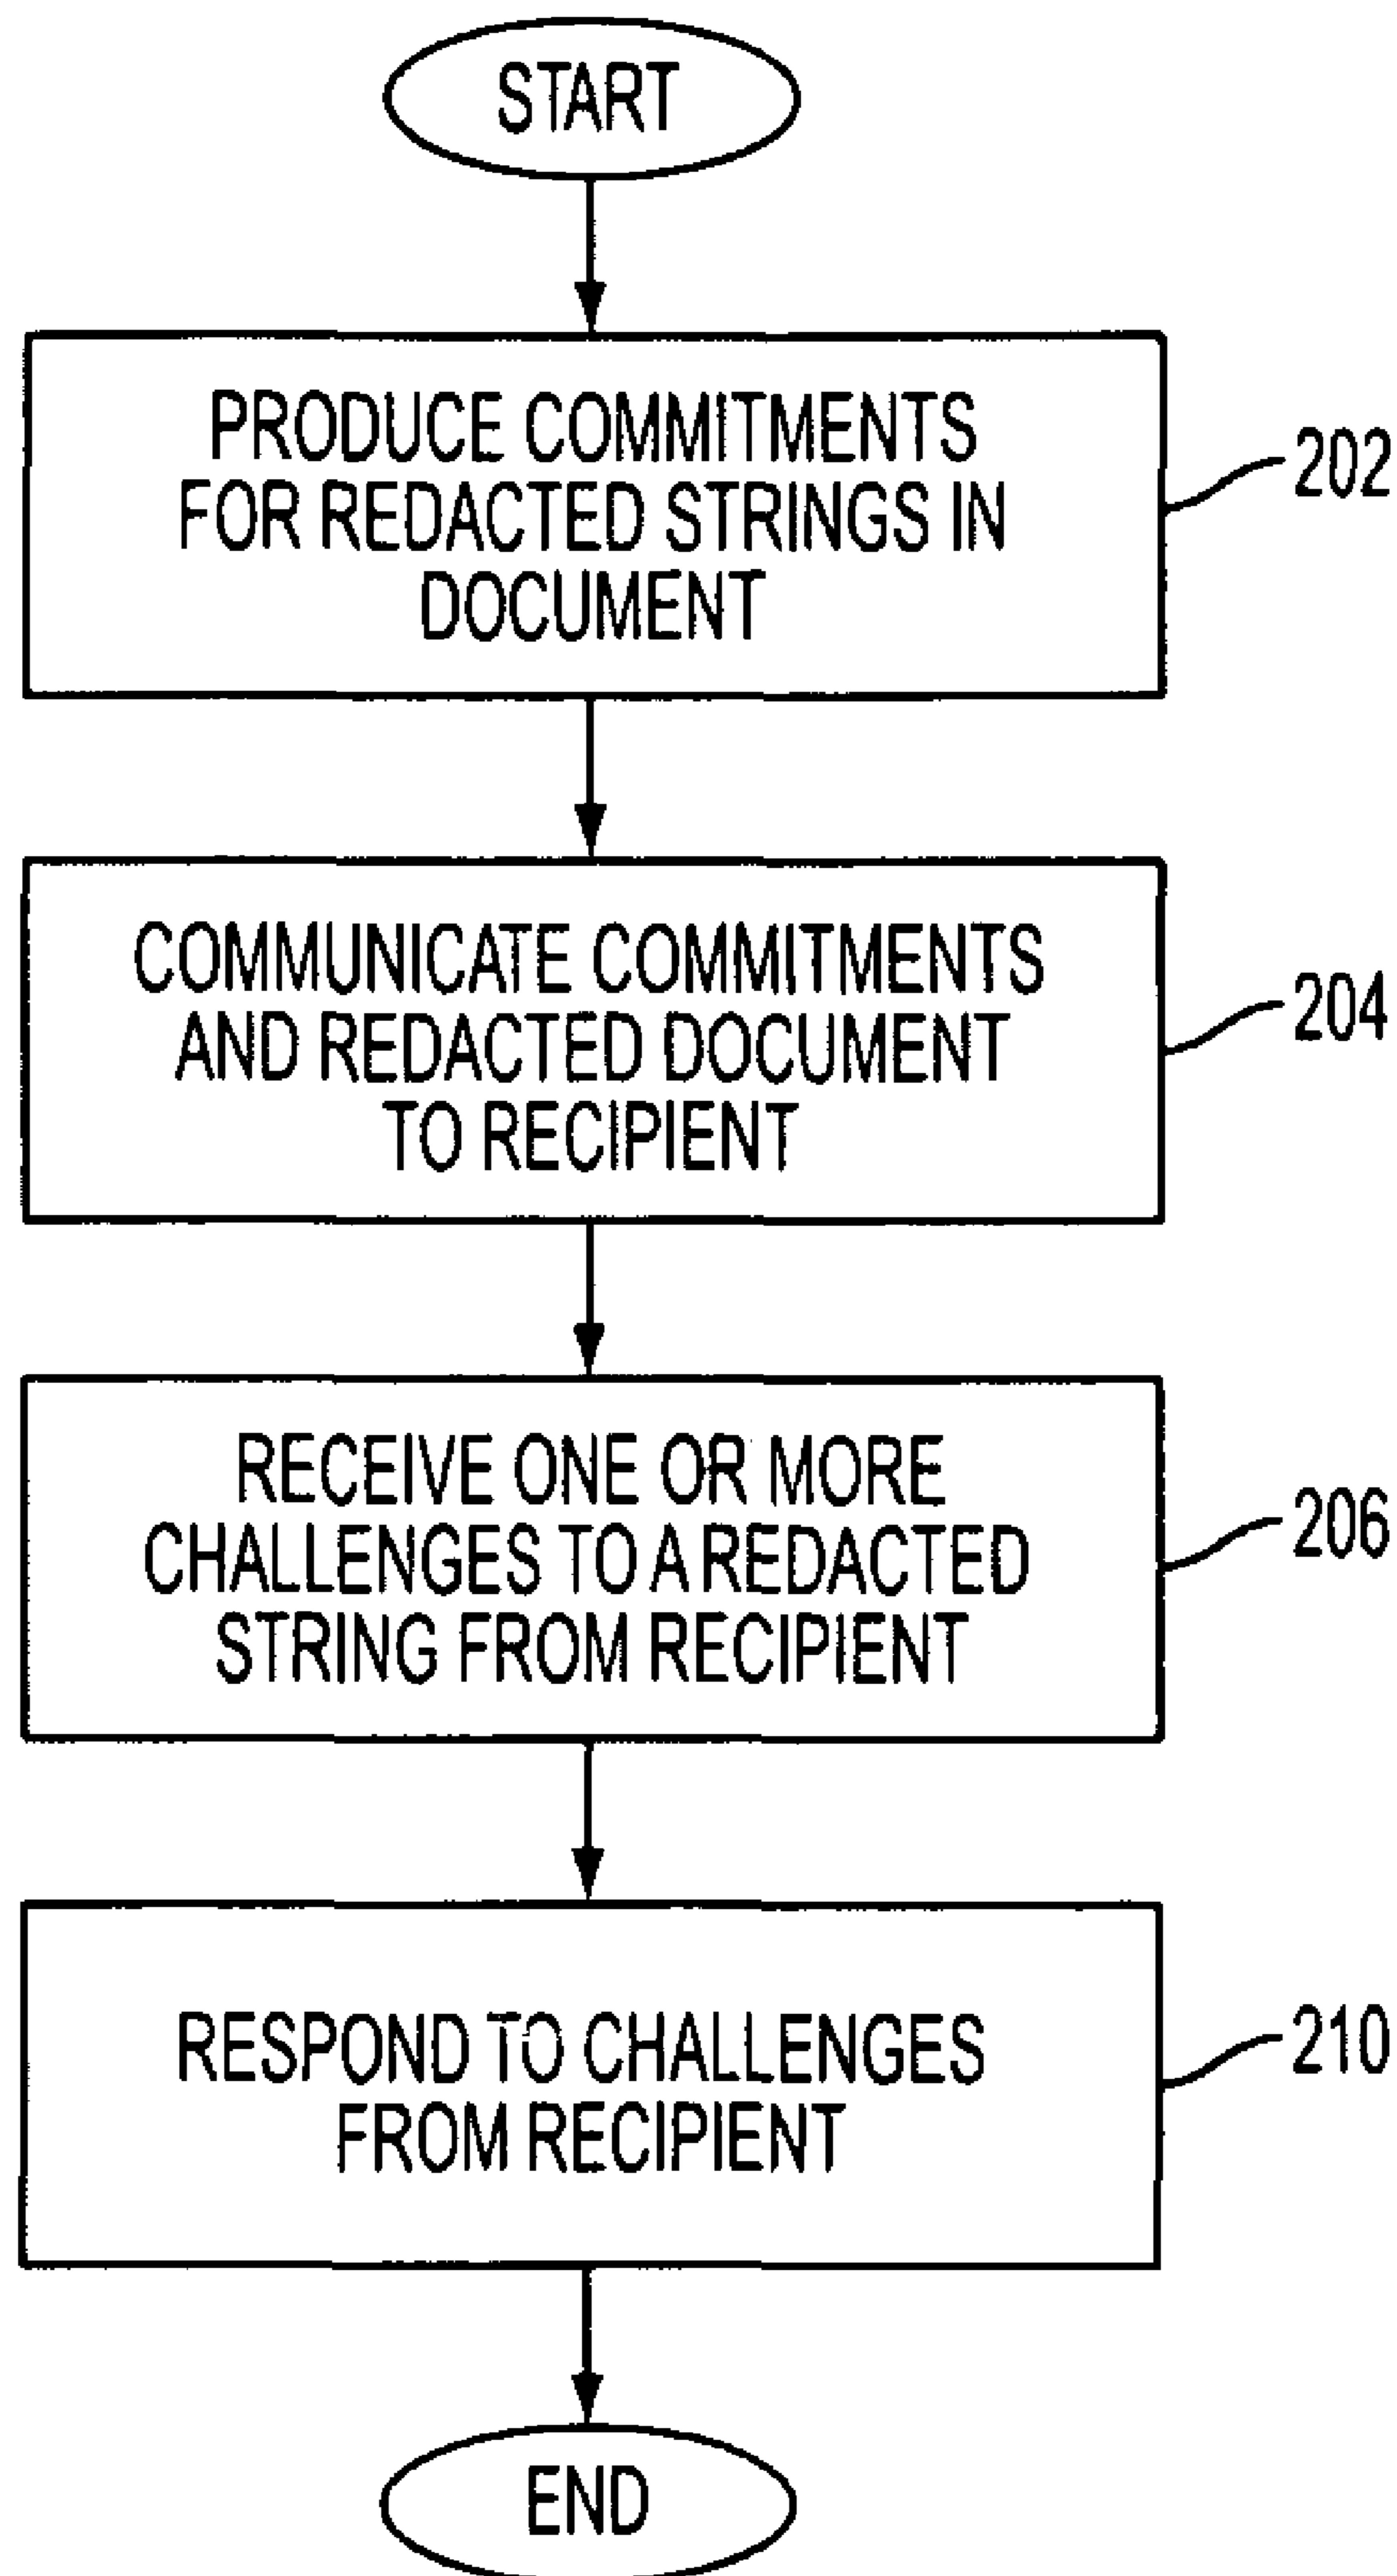 START
PRODUCE COMMITMENTS
FOR REDACTED STRINGS IN
DOCUMENT
202
COMMUNICATE COMMITMENTS
AND REDACTED DOCUMENT
TO RECIPIENT
204
RECEIVE ONE OR MORE
CHALLENGES TO A REDACTED
STRING FROM RECIPIENT
206
RESPOND TO CHALLENGES
FROM RECIPIENT
210
END